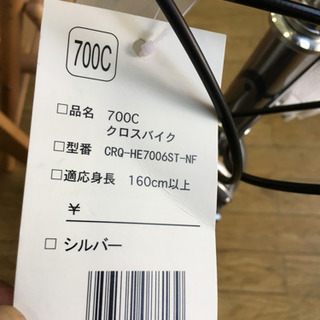 700C
□品名 700C
クロスバイク
□型番 CRQ-HE7006ST-NF
□適応身長 160cm以上
¥
□ シルバー